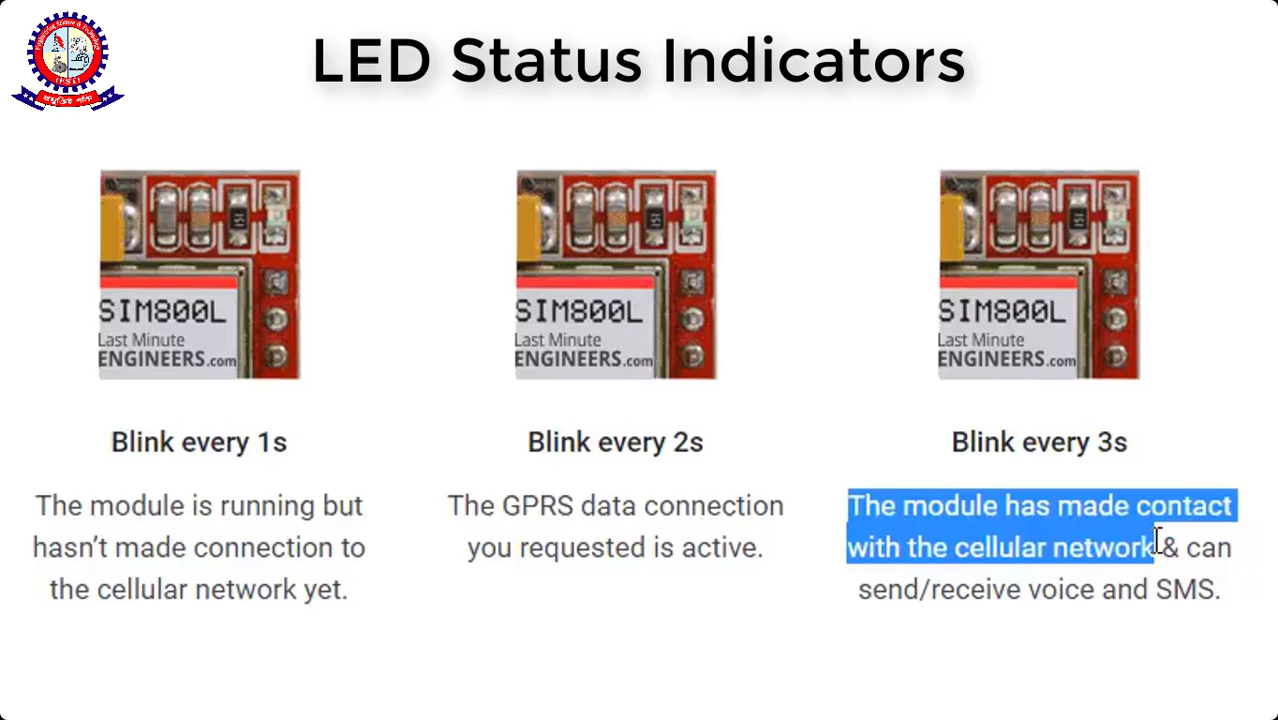 LED Status Indicators
SIM800L
Last Minute
ENGINEERS.com
SIM800L
Last Minute
ENGINEERS.com
SIM800L
Last Minute
ENGINEERS.com
Blink every 1s
The module is running but
hasn’t made connection to
the cellular network yet.
Blink every 2s
The GPRS data connection
you requested is active.
Blink every 3s
The module has made contact
with the cellular network & can
send/receive voice and SMS.